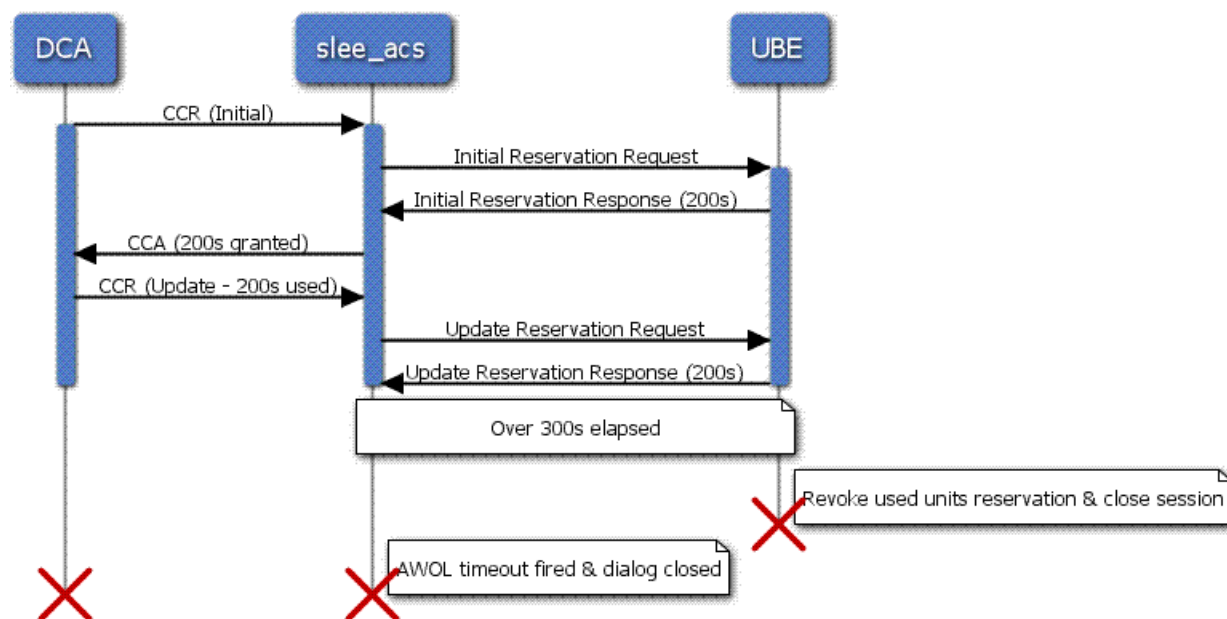 DCA
slee_acs
UBE
CCR (Initial)
Initial Reservation Request
Initial Reservation Response (200s)
CCA (200s granted)
CCR (Update - 200s used)
Update Reservation Request
Update Reservation Response (200s)
Over 300s elapsed
Revoke used units reservation & close session
AWOL timeout fired & dialog closed